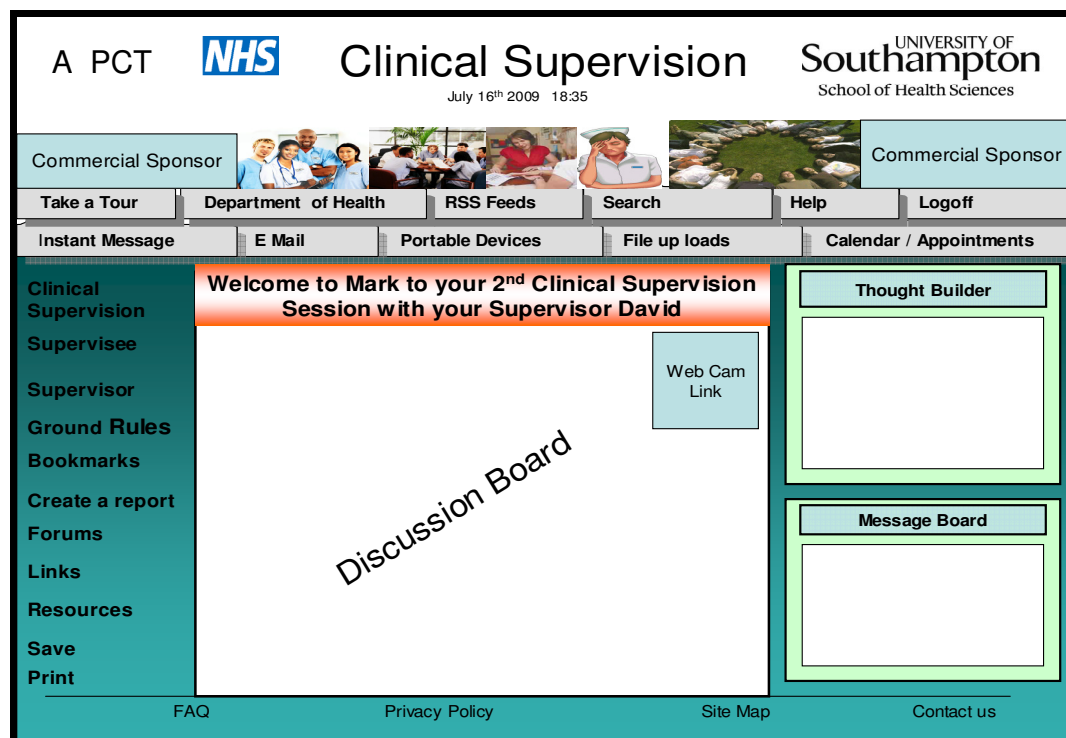 A PCT
NHS
Clinical Supervision
July 16th 2009 18:35
UNIVERSITY OF
Southampton
School of Health Sciences
Commercial Sponsor
Commercial Sponsor
Take a Tour
Department of Health
RSS Feeds
Search
Help
Logoff
Instant Message
E Mail
Portable Devices
File up loads
Calendar / Appointments
Clinical
Supervision
Supervisee
Supervisor
Ground Rules
Bookmarks
Create a report
Forums
Links
Resources
Save
Print
Welcome to Mark to your 2nd Clinical Supervision
Session with your Supervisor David
Web Cam
Link
Discussion Board
Thought Builder
Message Board
FAQ
Privacy Policy
Site Map
Contact us